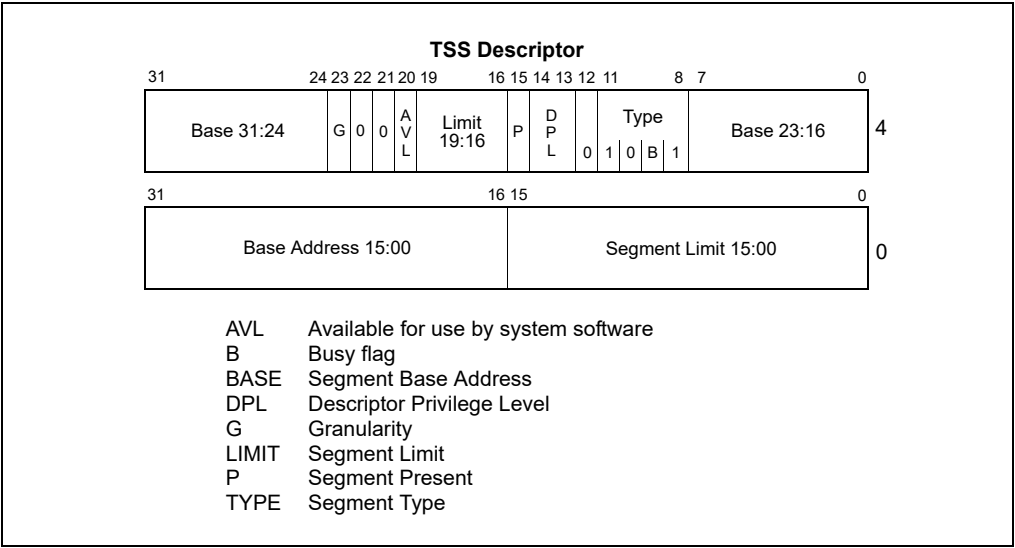 TSS Descriptor
31 24 23 22 21 20 19 16 15 14 13 12 11 8 7 0
Base 31:24 G 0 0 AVL Limit 19:16 P DPL 0 Type 1 0 B 1 Base 23:16 4
31 16 15 0
Base Address 15:00 Segment Limit 15:00 0
AVL Available for use by system software
B Busy flag
BASE Segment Base Address
DPL Descriptor Privilege Level
G Granularity
LIMIT Segment Limit
P Segment Present
TYPE Segment Type